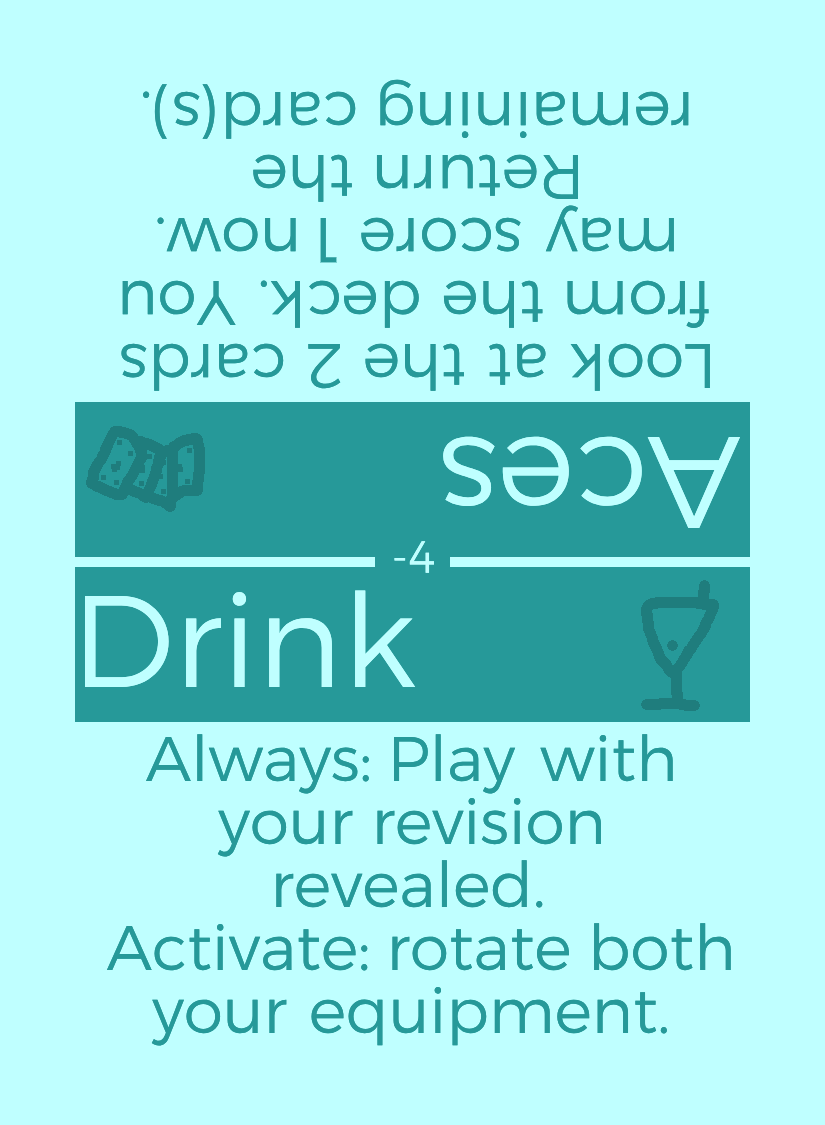 Look at the 2 cards
from the deck. You
may score 1 now.
Return the
remaining card(s).
Aces
-4
Drink
Always: Play with
your revision
revealed.
Activate: rotate both
your equipment.